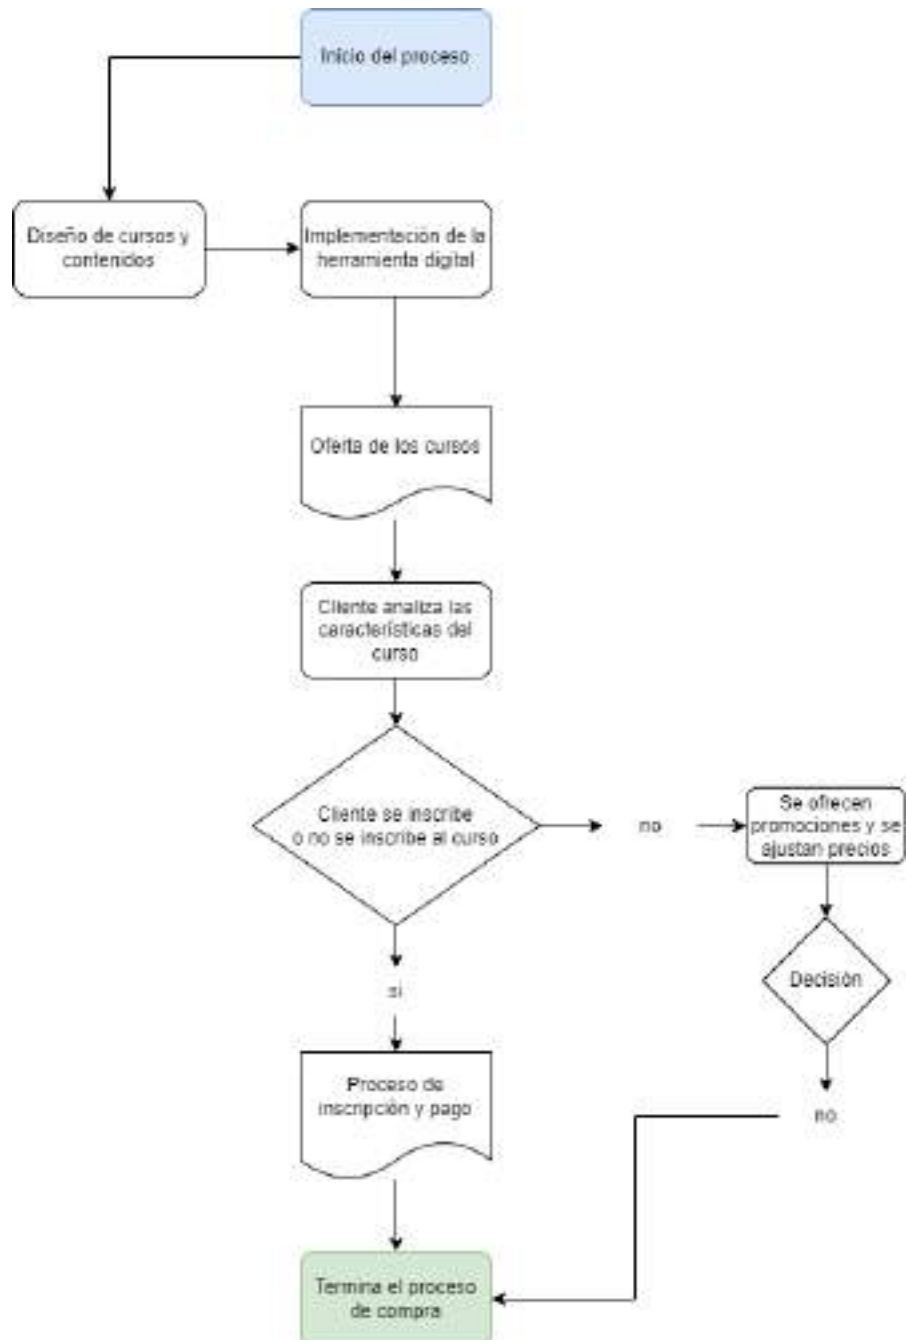 Inicio del proceso
Diseño de cursos y
contenidos
Implementación de la
herramienta digital
Oferta de los cursos
Cliente analiza las
características del
curso
Cliente se inscribe
o no se inscribe al curso
no
Se ofrecen
promociones y se
ajustan precios
Decisión
si
no
Proceso de
inscripción y pago
Termina el proceso
de compra